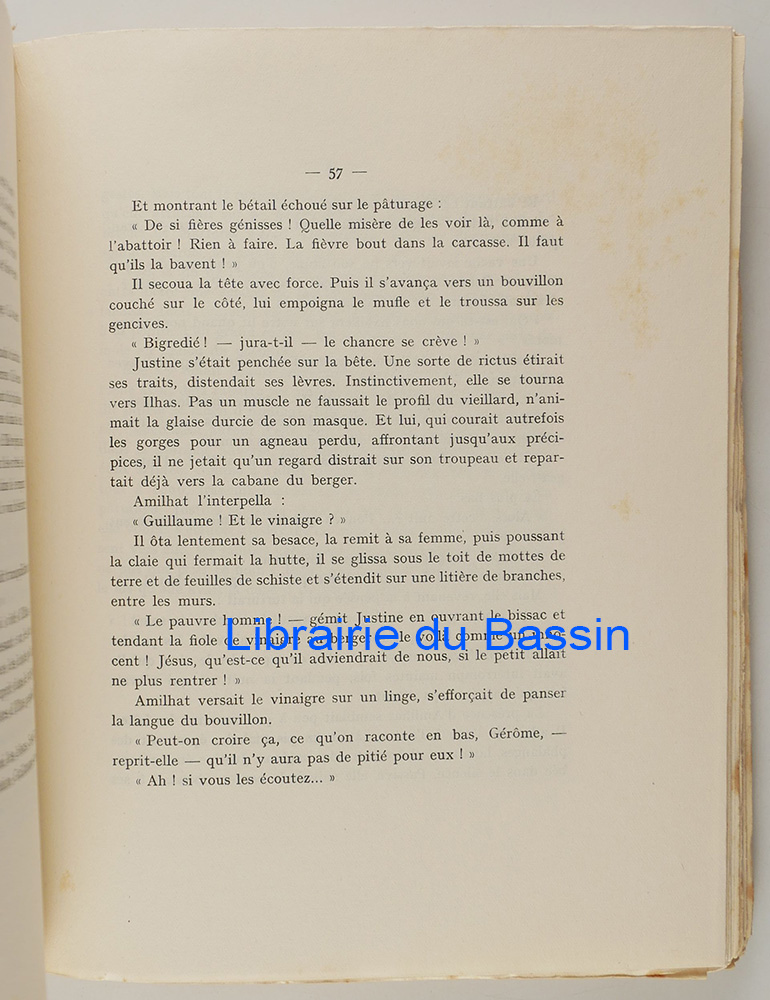 — 57 —
Et montrant le bétail échoué sur le pâturage :
« De si fières génisses ! Quelle misère de les voir là, comme à
l'abattoir ! Rien à faire. La fièvre bout dans la carcasse. Il faut
qu'ils la bavent ! »
Il secoua la tête avec force. Puis il s'avança vers un bouvillon
couché sur le côté, lui empoigna le mufle et le troussa sur les
gencives.
« Bigredié ! — jura-t-il — le chancre se crève ! »
Justine s'était penchée sur la bête. Une sorte de rictus étirait
ses traits, distendait ses lèvres. Instinctivement, elle se tourna
vers Ilhas. Pas un muscle ne faussait le profil du vieillard, n'ani-
mait la glaise durcie de son masque. Et lui, qui courait autrefois
les gorges pour un agneau perdu, affrontant jusqu'aux préci-
pices, il ne jetait qu'un regard distrait sur son troupeau et repar-
tait déjà vers la cabane du berger.
Amilhat l'interpella :
« Guillaume ! Et le vinaigre ? »
Il ôta lentement sa besace, la remit à sa femme, puis poussant
la claie qui fermait la hutte, il se glissa sous le toit de mottes de
terre et de feuilles de schiste et s'étendit sur une litière de branches,
entre les murs.
« Le pauvre homme ! — gémit Justine en ouvrant le bissac et
tendant la fiole de vinaigre au berger — le voilà comme un inno-
cent ! Jésus, qu'est-ce qu'il adviendrait de nous, si le petit allait
ne plus rentrer ! »
Amilhat versait le vinaigre sur un linge, s'efforçait de panser
la langue du bouvillon.
« Peut-on croire ça, ce qu'on raconte en bas, Gérôme, —
reprit-elle — qu'il n'y aura pas de pitié pour eux ! »
« Ah ! si vous les écoutez... »
Librairie du Bassin